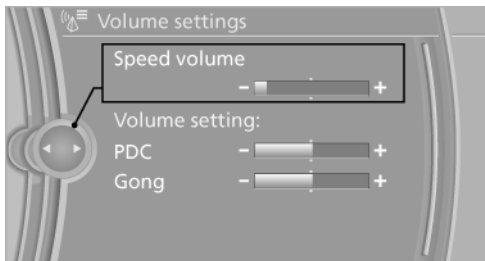 Volume settings
Speed volume
- +
Volume setting:
PDC - +
Gong - +